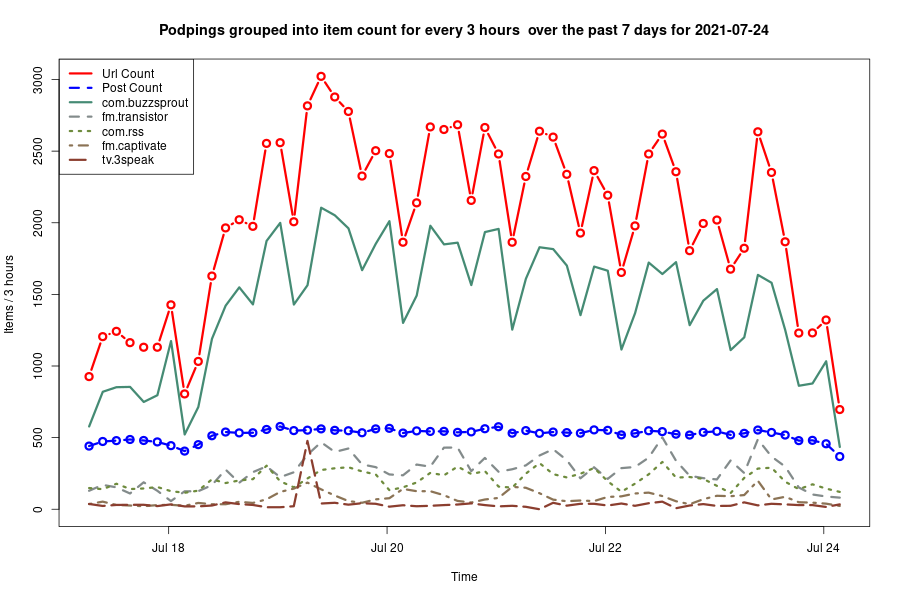 Podpings grouped into item count for every 3 hours  over the past 7 days for 2021-07-24
Url Count
Post Count
com.buzzsprout
fm.transistor
com.rss
fm.captivate
tv.3speak
Items / 3 hours
3000
2500
2000
1500
1000
500
0
Jul 18
Jul 20
Jul 22
Jul 24
Time